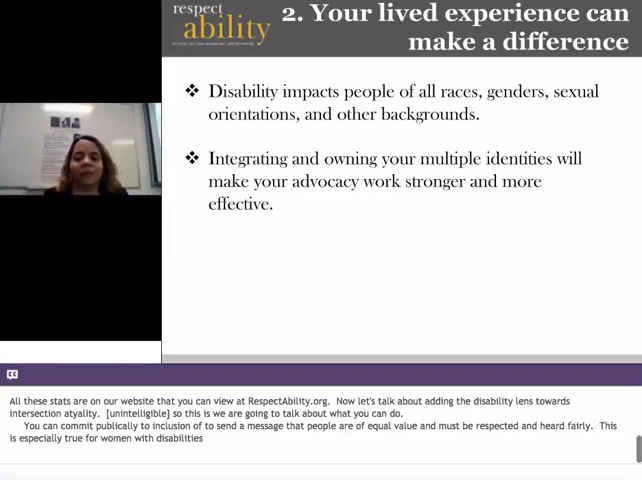 respect
ability
2. Your lived experience can
make a difference
❖ Disability impacts people of all races, genders, sexual
orientations, and other backgrounds.
❖ Integrating and owning your multiple identities will
make your advocacy work stronger and more
effective.
cc
All these stats are on our website that you can view at RespectAbility.org.  Now let's talk about adding the disability lens towards
intersection atyality.  [unintelligible] so this is we are going to talk about what you can do.
You can commit publically to inclusion of to send a message that people are of equal value and must be respected and heard fairly.  This
is especially true for women with disabilities